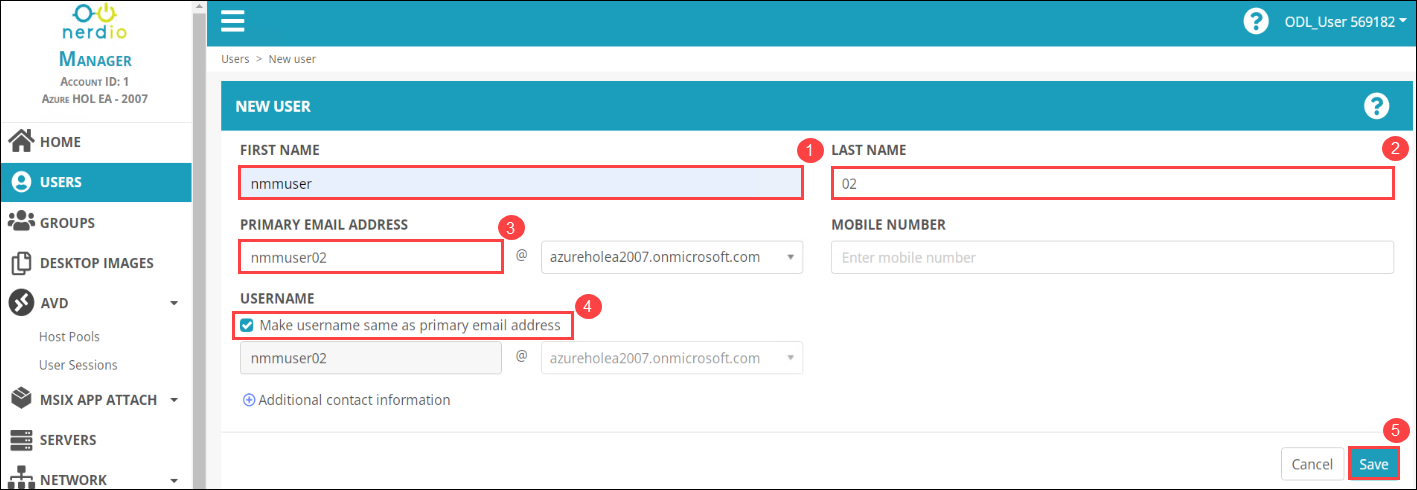 nerdio
MANAGER
ACCOUNT ID: 1
AZURE HOL EA - 2007
HOME
USERS
GROUPS
DESKTOP IMAGES
AVD
Host Pools
User Sessions
MSIX APP ATTACH
SERVERS
NETWORK
? ODL_User 569182
Users > New user
NEW USER ?
FIRST NAME 1 LAST NAME 2
nmmuser 02
PRIMARY EMAIL ADDRESS 3 MOBILE NUMBER
nmmuser02 @ azureholea2007.onmicrosoft.com Enter mobile number
USERNAME 4
Make username same as primary email address
nmmuser02 @ azureholea2007.onmicrosoft.com
Additional contact information
5
Cancel Save